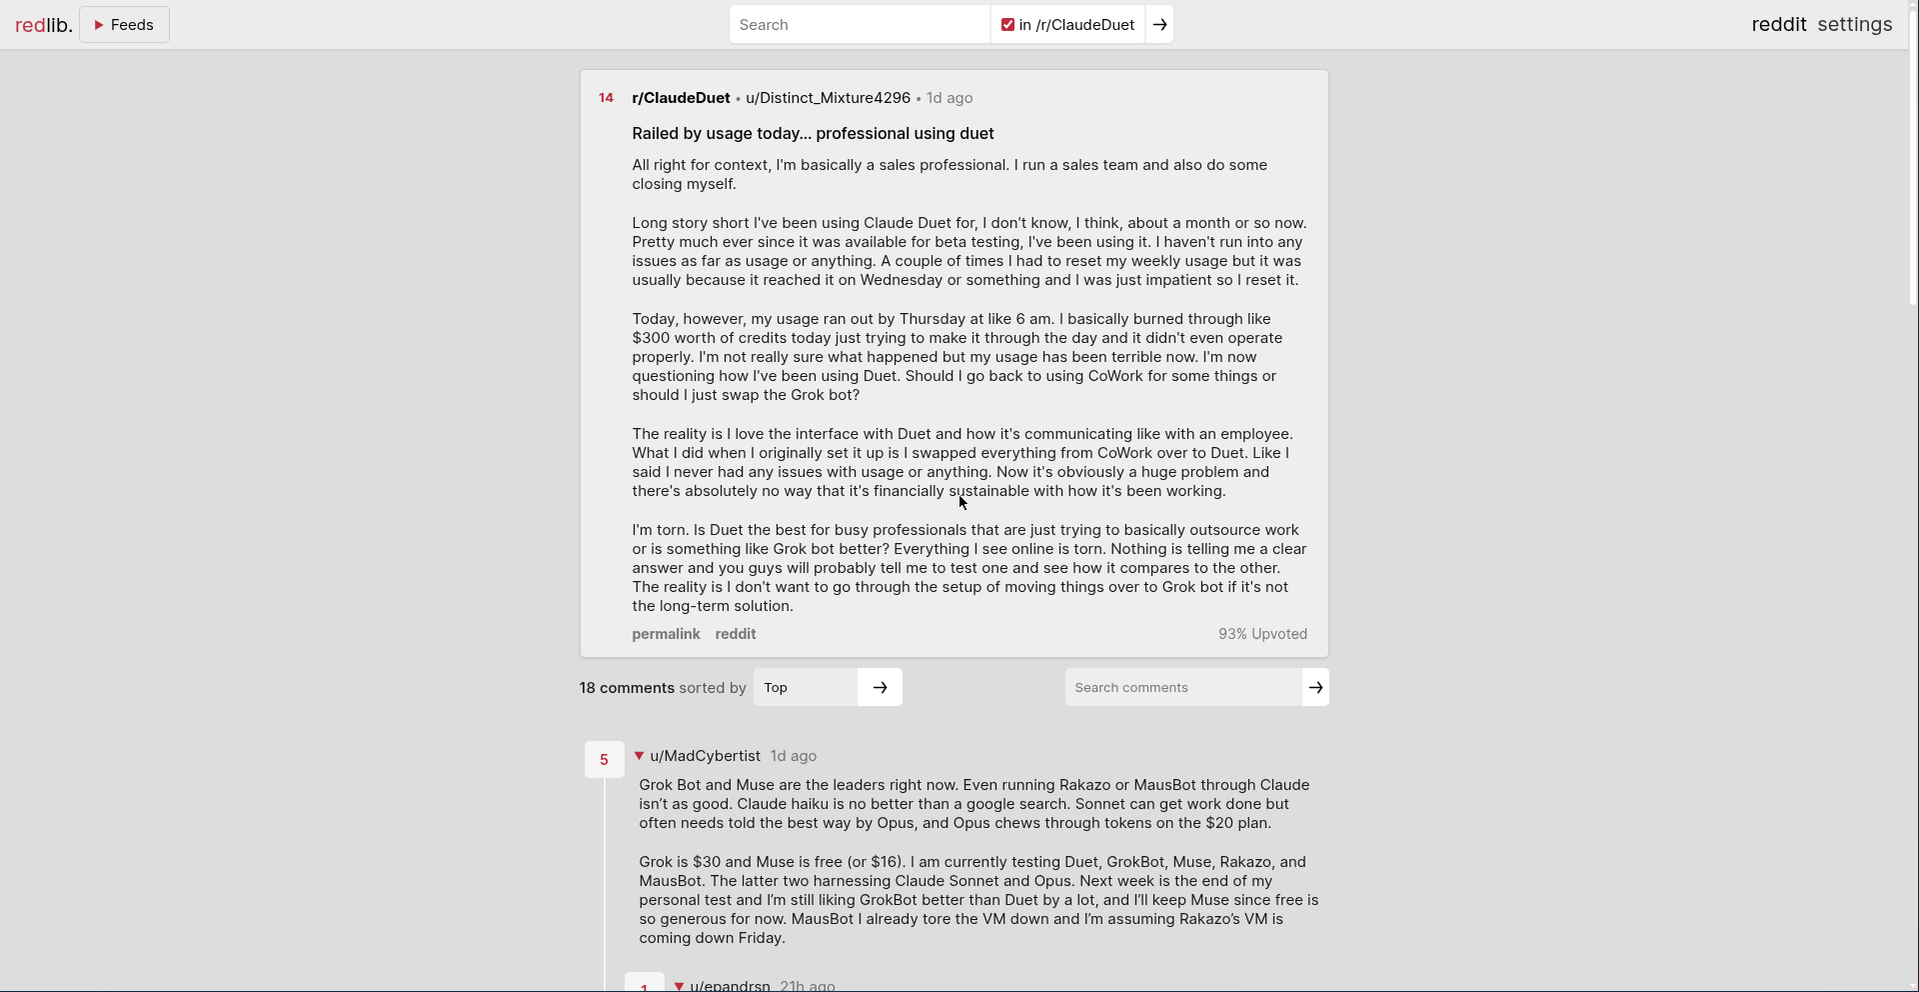 redlib.
Feeds
Search
in /r/ClaudeDuet
reddit settings
14 r/ClaudeDuet • u/Distinct_Mixture4296 • 1d ago
Railed by usage today... professional using duet
All right for context, I'm basically a sales professional. I run a sales team and also do some
closing myself.
Long story short I've been using Claude Duet for, I don't know, I think, about a month or so now.
Pretty much ever since it was available for beta testing, I've been using it. I haven't run into any
issues as far as usage or anything. A couple of times I had to reset my weekly usage but it was
usually because it reached it on Wednesday or something and I was just impatient so I reset it.
Today, however, my usage ran out by Thursday at like 6 am. I basically burned through like
$300 worth of credits today just trying to make it through the day and it didn't even operate
properly. I'm not really sure what happened but my usage has been terrible now. I'm now
questioning how I've been using Duet. Should I go back to using CoWork for some things or
should I just swap the Grok bot?
The reality is I love the interface with Duet and how it's communicating like with an employee.
What I did when I originally set it up is I swapped everything from CoWork over to Duet. Like I
said I never had any issues with usage or anything. Now it's obviously a huge problem and
there's absolutely no way that it's financially sustainable with how it's been working.
I'm torn. Is Duet the best for busy professionals that are just trying to basically outsource work
or is something like Grok bot better? Everything I see online is torn. Nothing is telling me a clear
answer and you guys will probably tell me to test one and see how it compares to the other.
The reality is I don't want to go through the setup of moving things over to Grok bot if it's not
the long-term solution.
permalink reddit 93% Upvoted
18 comments sorted by Top
Search comments
5 u/MadCybertist 1d ago
Grok Bot and Muse are the leaders right now. Even running Rakazo or MausBot through Claude
isn’t as good. Claude haiku is no better than a google search. Sonnet can get work done but
often needs told the best way by Opus, and Opus chews through tokens on the $20 plan.
Grok is $30 and Muse is free (or $16). I am currently testing Duet, GrokBot, Muse, Rakazo, and
MausBot. The latter two harnessing Claude Sonnet and Opus. Next week is the end of my
personal test and I’m still liking GrokBot better than Duet by a lot, and I’ll keep Muse since free is
so generous for now. MausBot I already tore the VM down and I’m assuming Rakazo’s VM is
coming down Friday.
1 u/epandrsn 21h ago